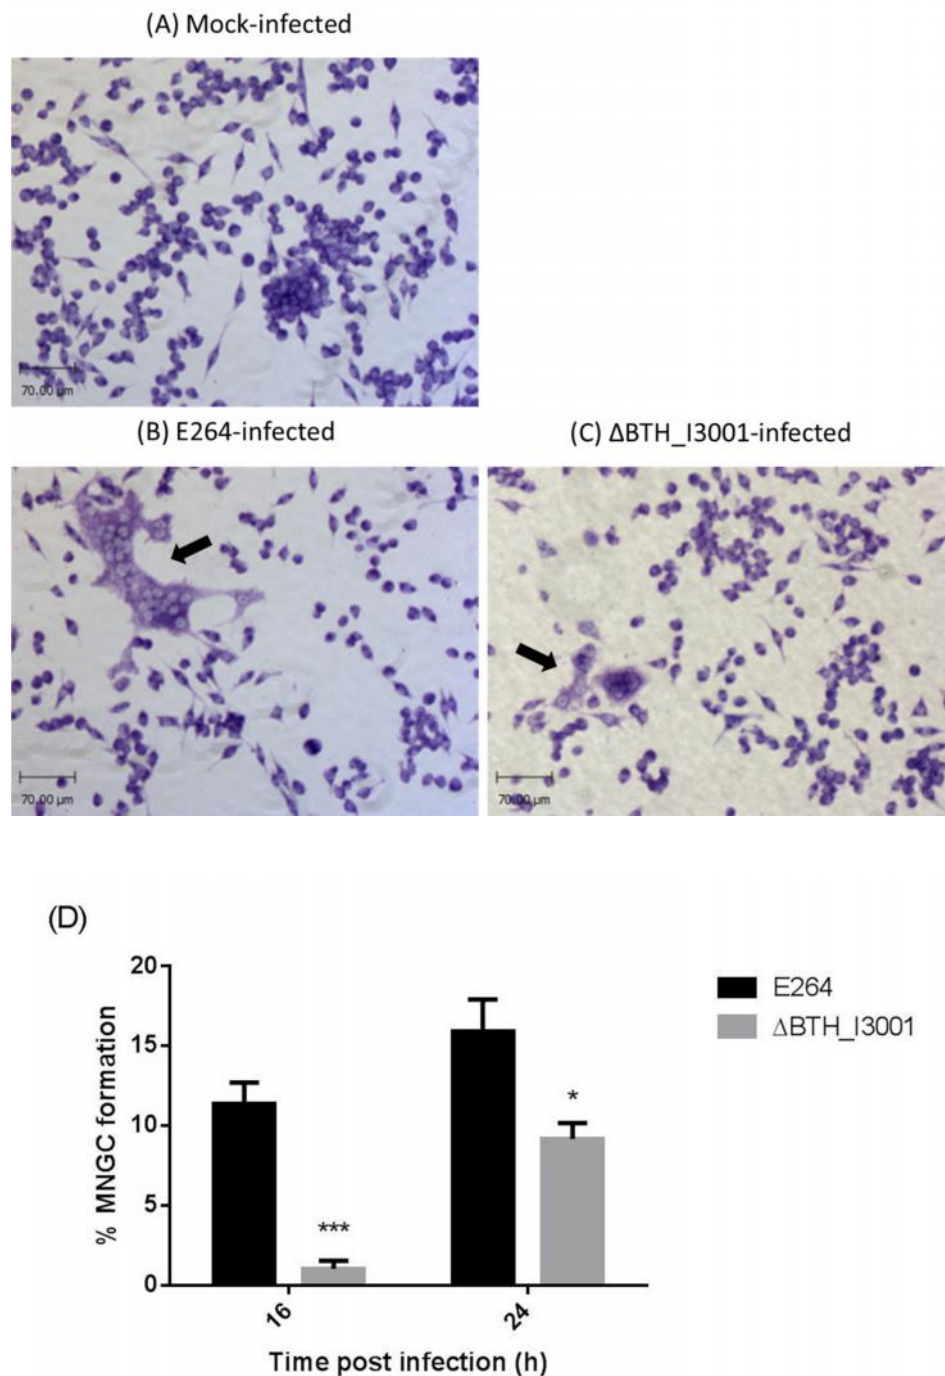 (A) Mock-infected
70.00 µm
(B) E264-infected
(C) ΔBTH_I3001-infected
70.00 µm
70.00 µm
(D)
% MNGC formation
20
15
10
5
0
***
*
16
24
Time post infection (h)
E264
ΔBTH_I3001